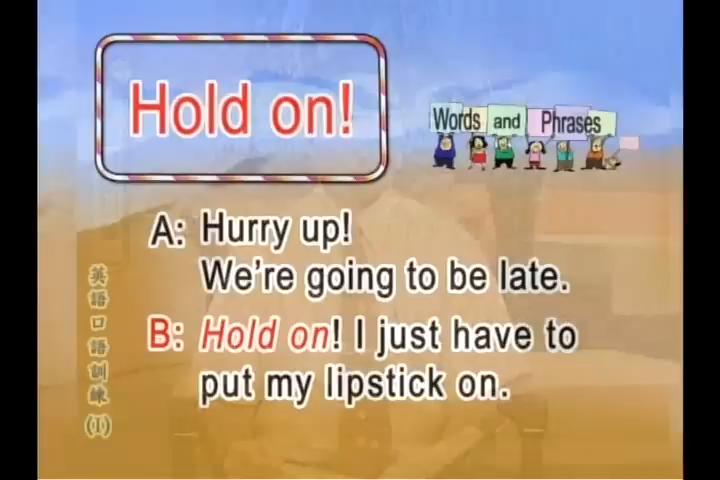 Hold on!
Words and Phrases
A: Hurry up!
We're going to be late.
B: Hold on! I just have to
put my lipstick on.
英語口語訓練(I)